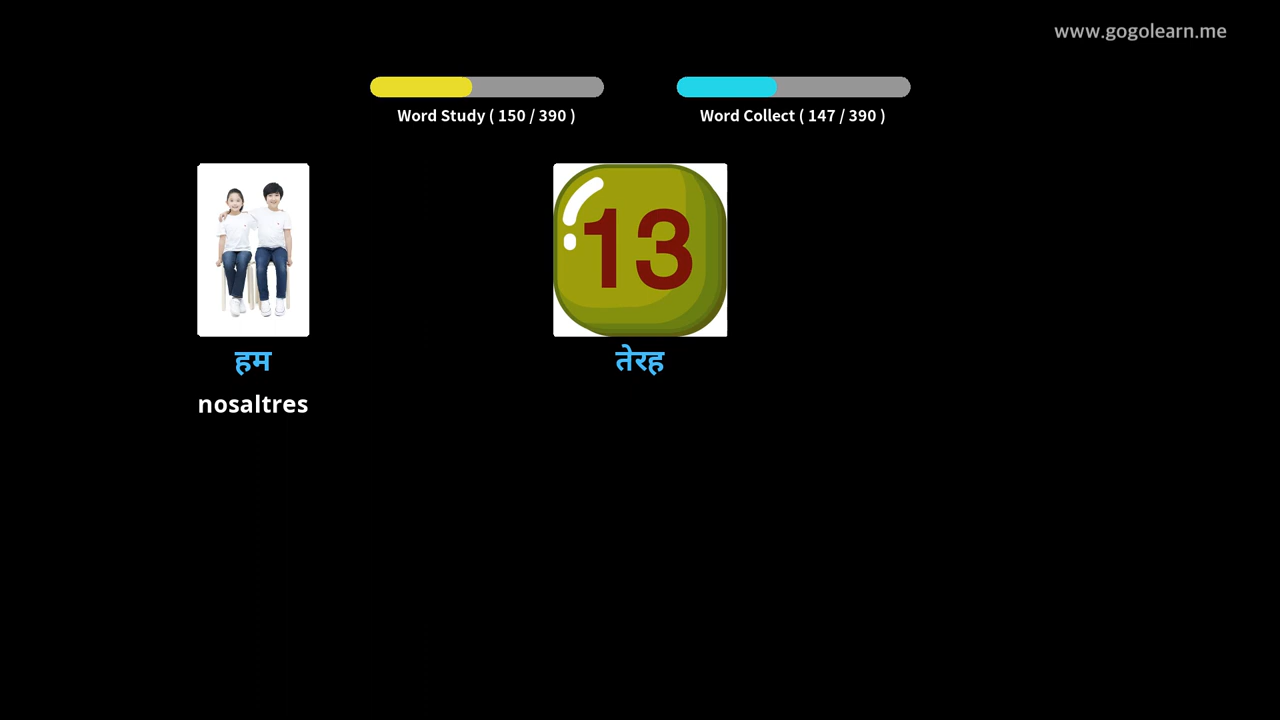 www.gogolearn.me
Word Study ( 150 / 390 )
Word Collect ( 147 / 390 )
13
हम
तेरह
nosaltres